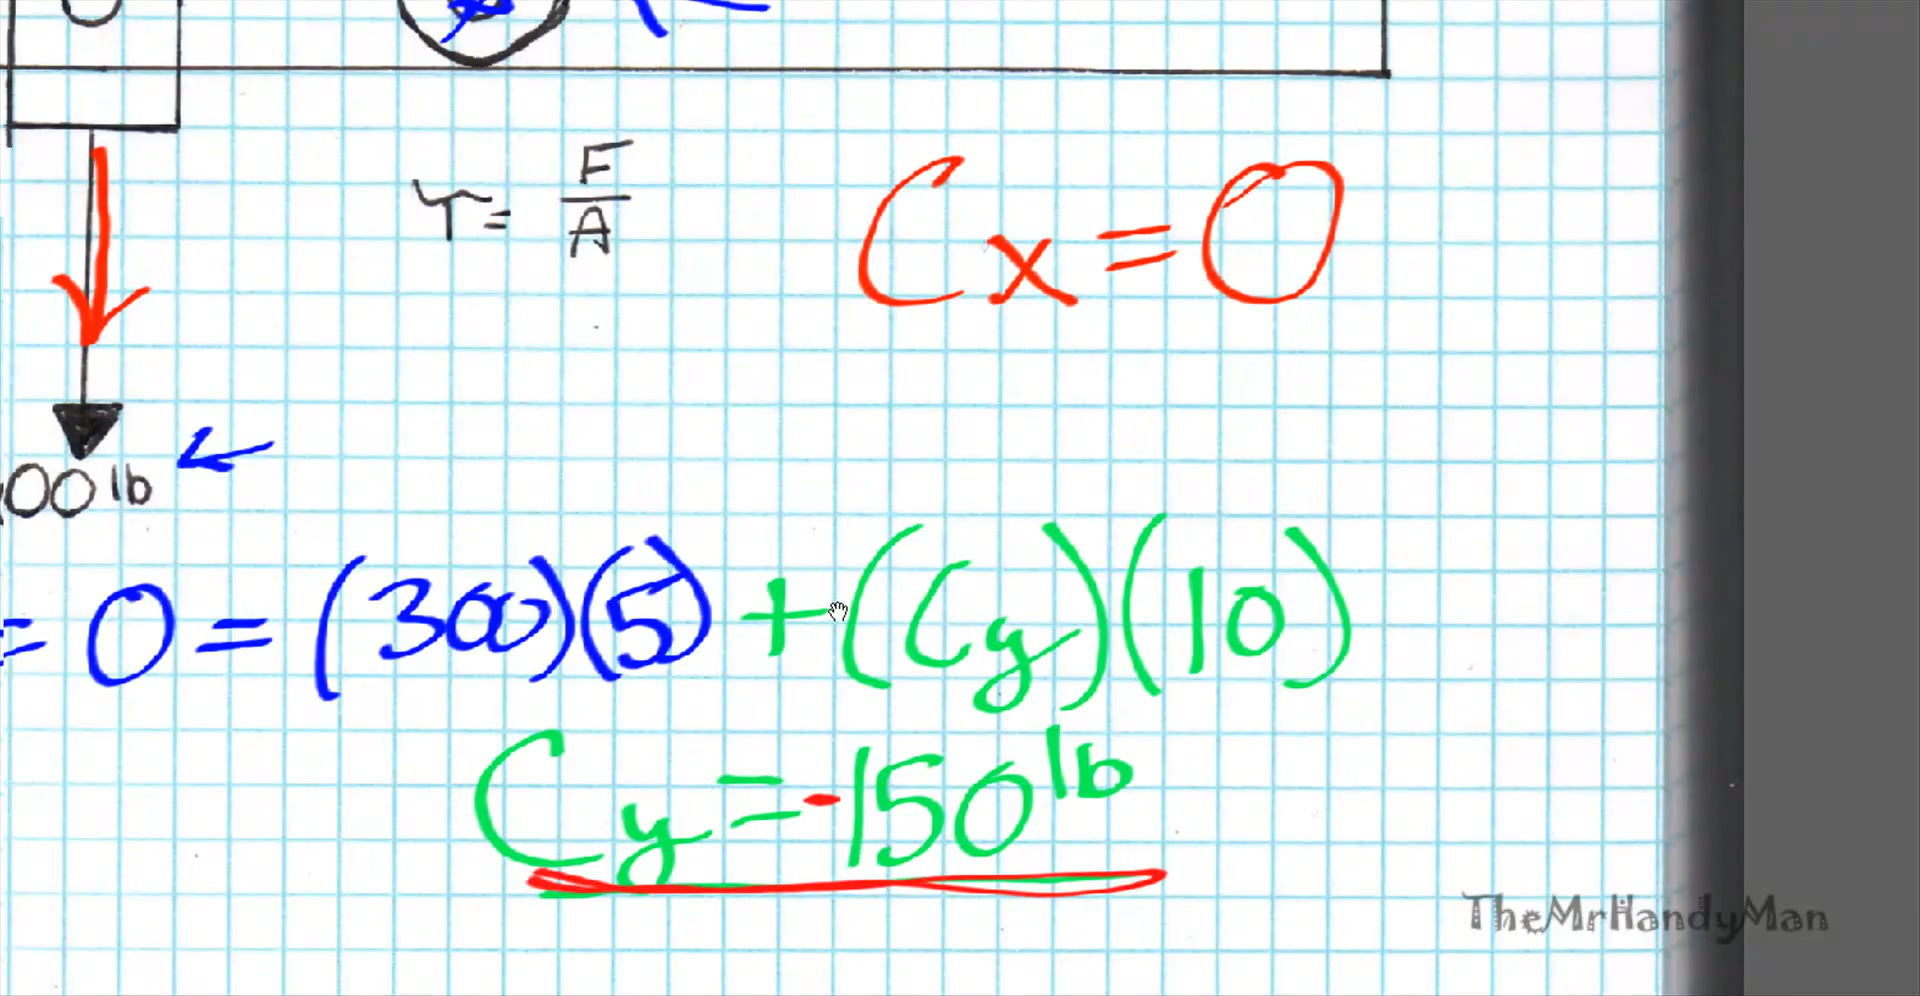 τ = F/A
Cx = 0
00 lb
= 0 = (300)(5) + (Cy)(10)
Cy = -150 lb
TheMrHandyMan